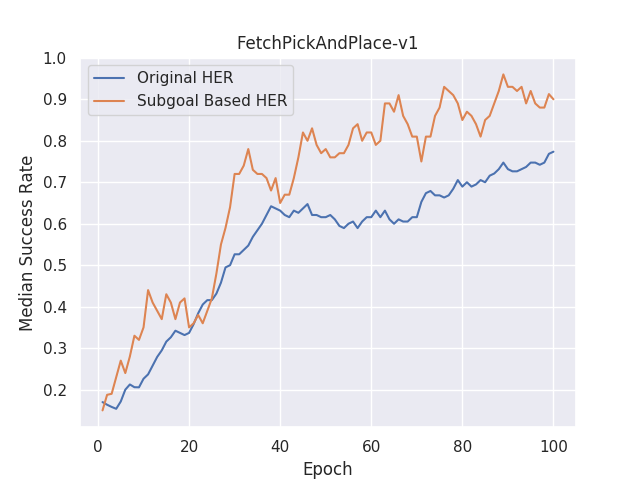 FetchPickAndPlace-v1
Original HER
Subgoal Based HER
Median Success Rate
1.0
0.9
0.8
0.7
0.6
0.5
0.4
0.3
0.2
0 20 40 60 80 100
Epoch